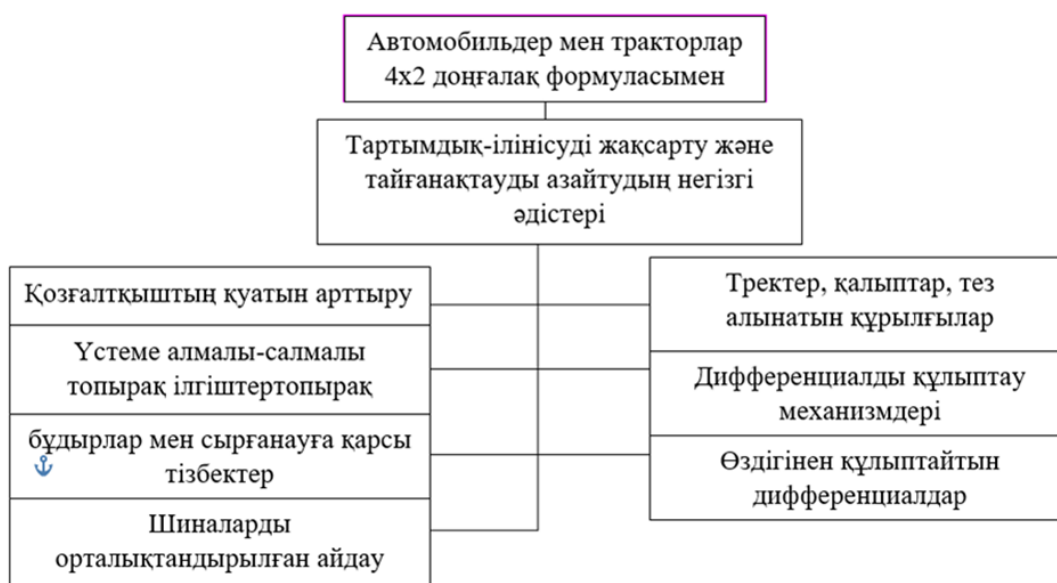 Автомобильдер мен тракторлар
4х2 доңғалақ формуласымен
Тартымдық-ілінісуді жақсарту және
тайғанақтауды азайтудың негізгі
әдістері
Қозғалтқыштың қуатын арттыру
Үстеме алмалы-салмалы
топырақ ілгіштертопырақ
бұдырлар мен сырғанауға қарсы
тізбектер
Шиналарды
орталықтандырылған айдау
Тректер, қалыптар, тез
алынатын құрылғылар
Дифференциалды құлыптау
механизмдері
Өздігінен құлыптайтын
дифференциалдар